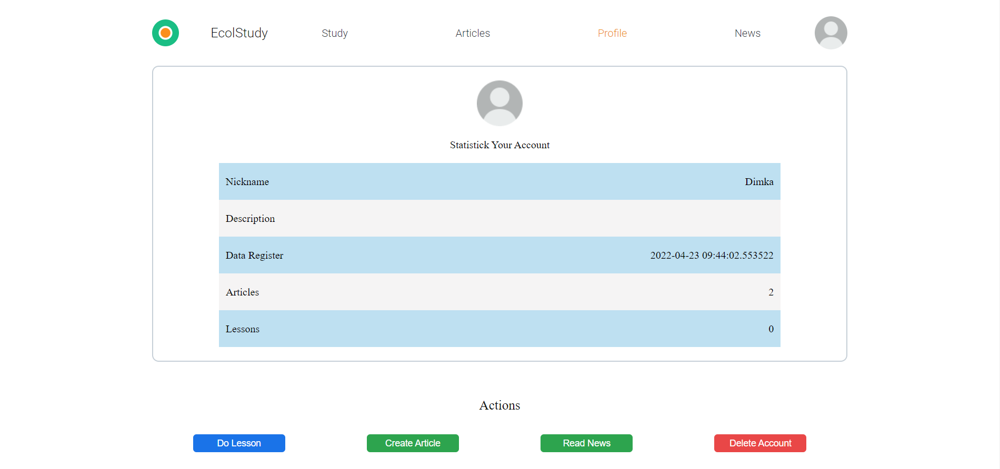 EcolStudy Study Articles Profile News
Statistick Your Account
Nickname Dimka
Description
Data Register 2022-04-23 09:44:02.553522
Articles 2
Lessons 0
Actions
Do Lesson Create Article Read News Delete Account